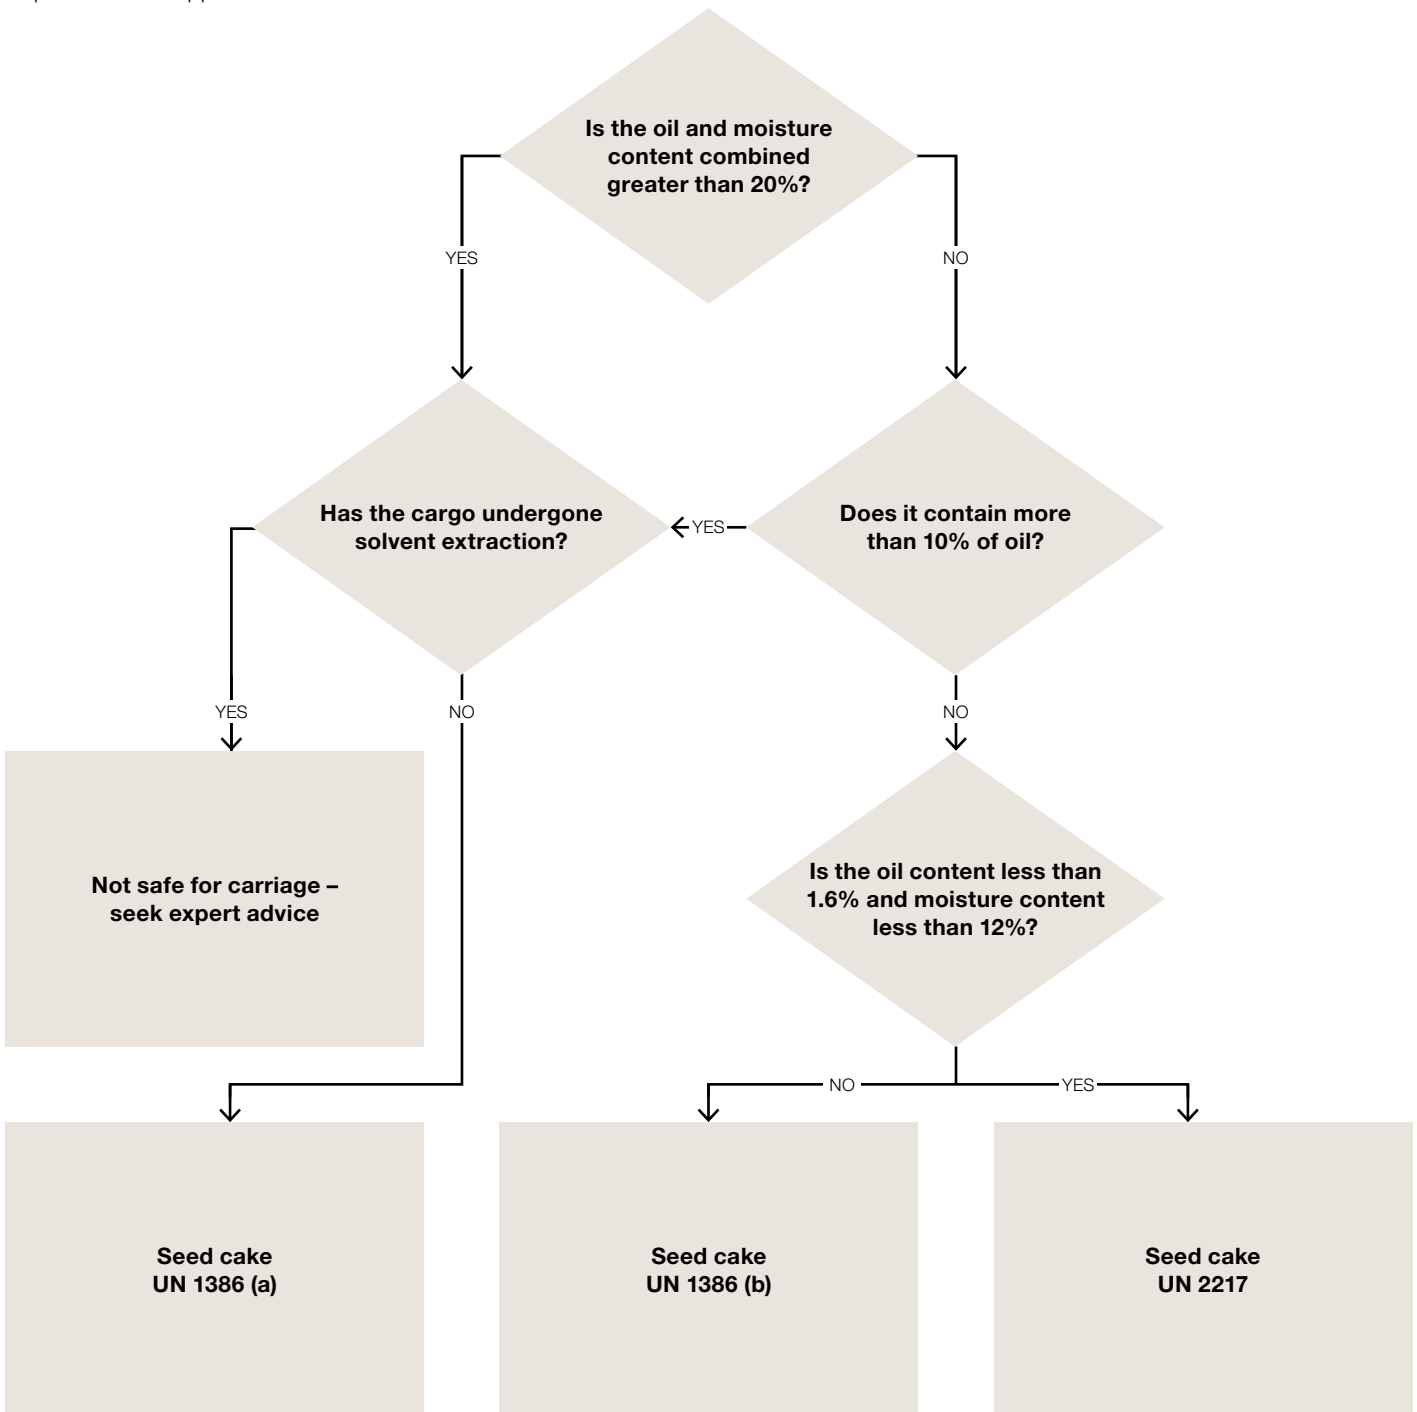 Is the oil and moisture
content combined
greater than 20%?
YES
NO
Has the cargo undergone
solvent extraction?
YES
Does it contain more
than 10% of oil?
YES
NO
NO
Not safe for carriage –
seek expert advice
Is the oil content less than
1.6% and moisture content
less than 12%?
NO
YES
Seed cake
UN 1386 (a)
Seed cake
UN 1386 (b)
Seed cake
UN 2217